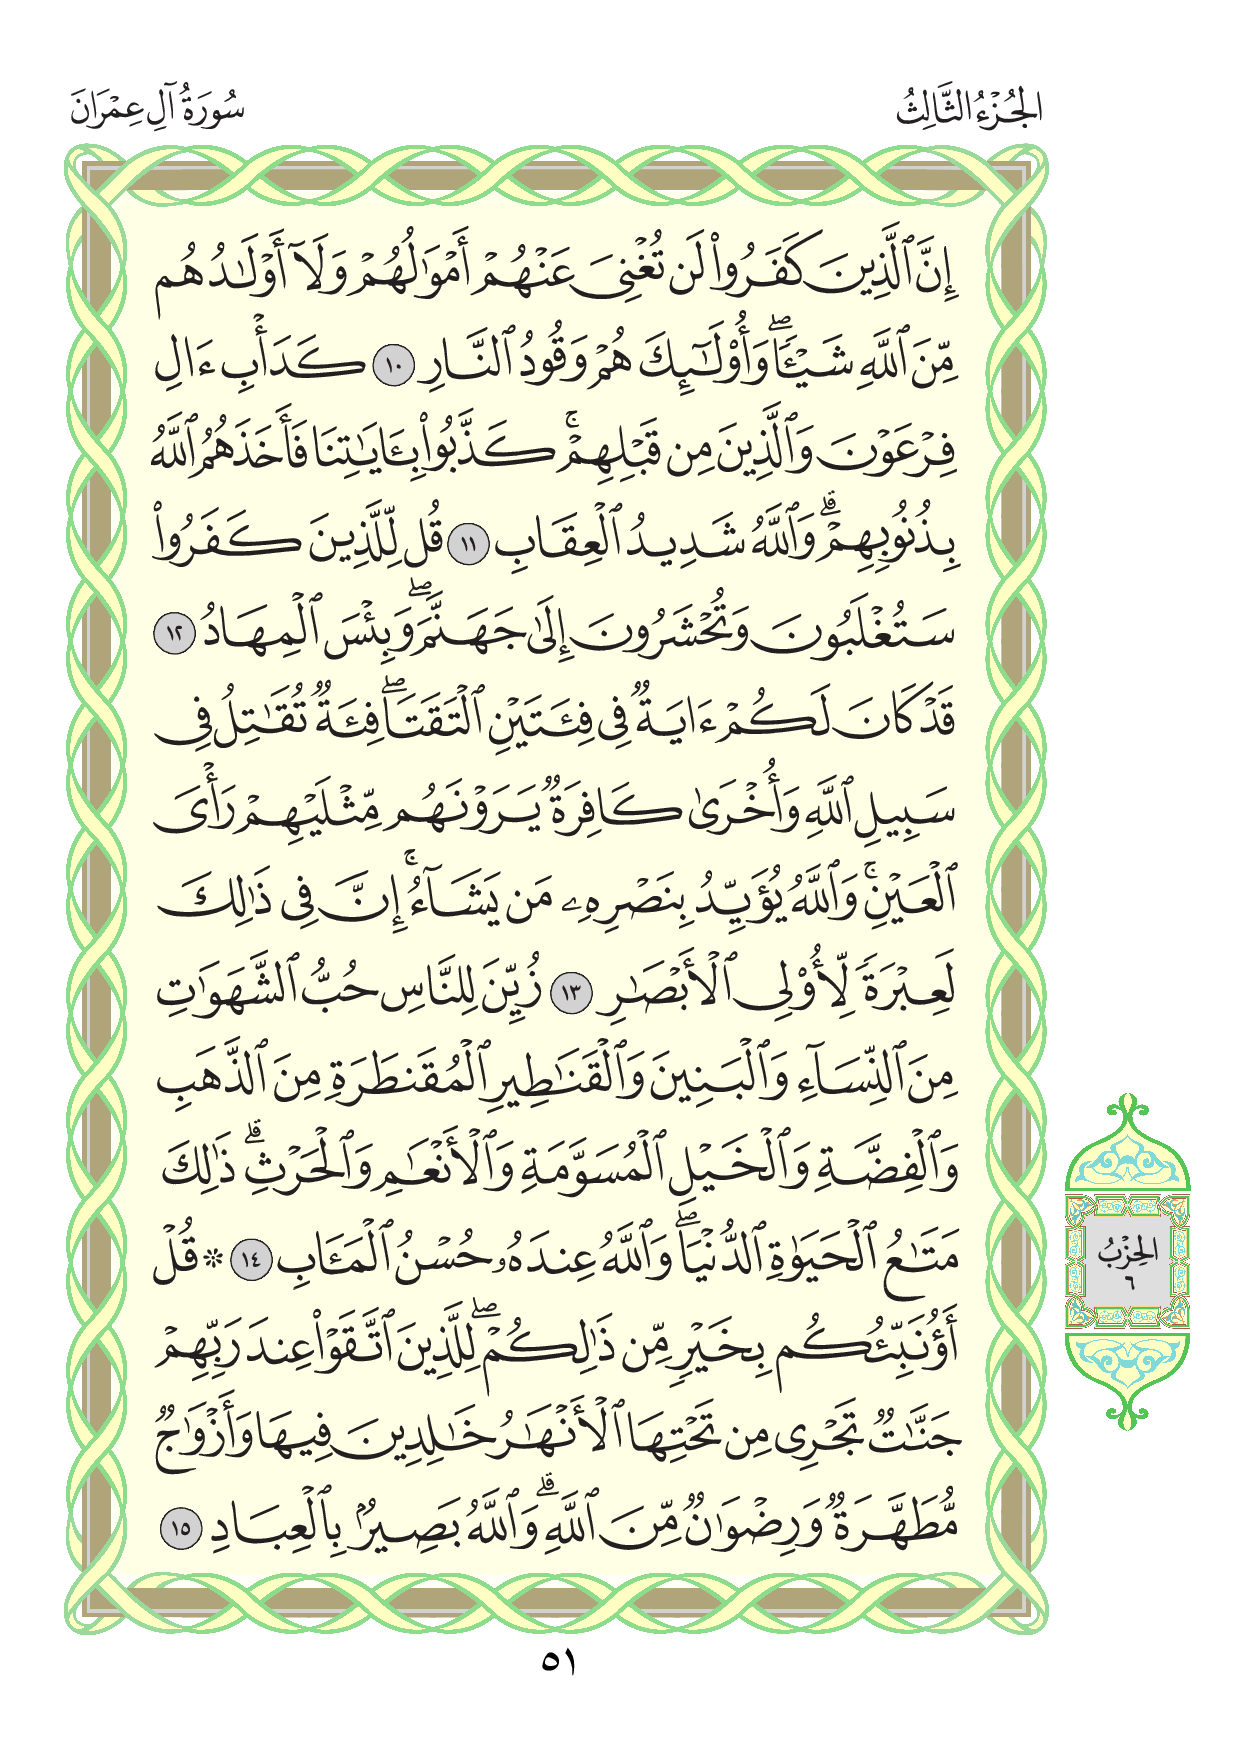 الجُزْءُ الثَّالِثُ
سُورَةُ آلِ عِمْرَانَ
إِنَّ ٱلَّذِينَ كَفَرُواْ لَن تُغْنِىَ عَنْهُمْ أَمْوَٰلُهُمْ وَلَآ أَوْلَٰدُهُم
مِّنَ ٱللَّهِ شَيْـًٔاۖ وَأُوْلَٰٓئِكَ هُمْ وَقُودُ ٱلنَّارِ ١٠ كَدَأْبِ ءَالِ
فِرْعَوْنَ وَٱلَّذِينَ مِن قَبْلِهِمْۚ كَذَّبُواْ بِـَٔايَٰتِنَا فَأَخَذَهُمُ ٱللَّهُ
بِذُنُوبِهِمْۗ وَٱللَّهُ شَدِيدُ ٱلْعِقَابِ ١١ قُل لِّلَّذِينَ كَفَرُواْ
سَتُغْلَبُونَ وَتُحْشَرُونَ إِلَىٰ جَهَنَّمَۖ وَبِئْسَ ٱلْمِهَادُ ١٢
قَدْ كَانَ لَكُمْ ءَايَةٌ فِى فِئَتَيْنِ ٱلْتَقَتَاۖ فِئَةٌ تُقَٰتِلُ فِى
سَبِيلِ ٱللَّهِ وَأُخْرَىٰ كَافِرَةٌ يَرَوْنَهُم مِّثْلَيْهِمْ رَأْىَ
ٱلْعَيْنِۚ وَٱللَّهُ يُؤَيِّدُ بِنَصْرِهِۦ مَن يَشَآءُۚ إِنَّ فِى ذَٰلِكَ
لَعِبْرَةً لِّأُوْلِى ٱلْأَبْصَٰرِ ١٣ زُيِّنَ لِلنَّاسِ حُبُّ ٱلشَّهَوَٰتِ
مِنَ ٱلنِّسَآءِ وَٱلْبَنِينَ وَٱلْقَنَٰطِيرِ ٱلْمُقَنطَرَةِ مِنَ ٱلذَّهَبِ
وَٱلْفِضَّةِ وَٱلْخَيْلِ ٱلْمُسَوَّمَةِ وَٱلْأَنْعَٰمِ وَٱلْحَرْثِۗ ذَٰلِكَ
مَتَٰعُ ٱلْحَيَوٰةِ ٱلدُّنْيَاۖ وَٱللَّهُ عِندَهُۥ حُسْنُ ٱلْمَـَٔابِ ١٤ ۞ قُلْ
أَؤُنَبِّئُكُم بِخَيْرٍ مِّن ذَٰلِكُمْۖ لِلَّذِينَ ٱتَّقَوْاْ عِندَ رَبِّهِمْ
جَنَّٰتٌ تَجْرِى مِن تَحْتِهَا ٱلْأَنْهَٰرُ خَٰلِدِينَ فِيهَا وَأَزْوَٰجٌ
مُّطَهَّرَةٌ وَرِضْوَٰنٌ مِّنَ ٱللَّهِۗ وَٱللَّهُ بَصِيرٌۢ بِٱلْعِبَادِ ١٥
الحِزْبُ
٦
٥١